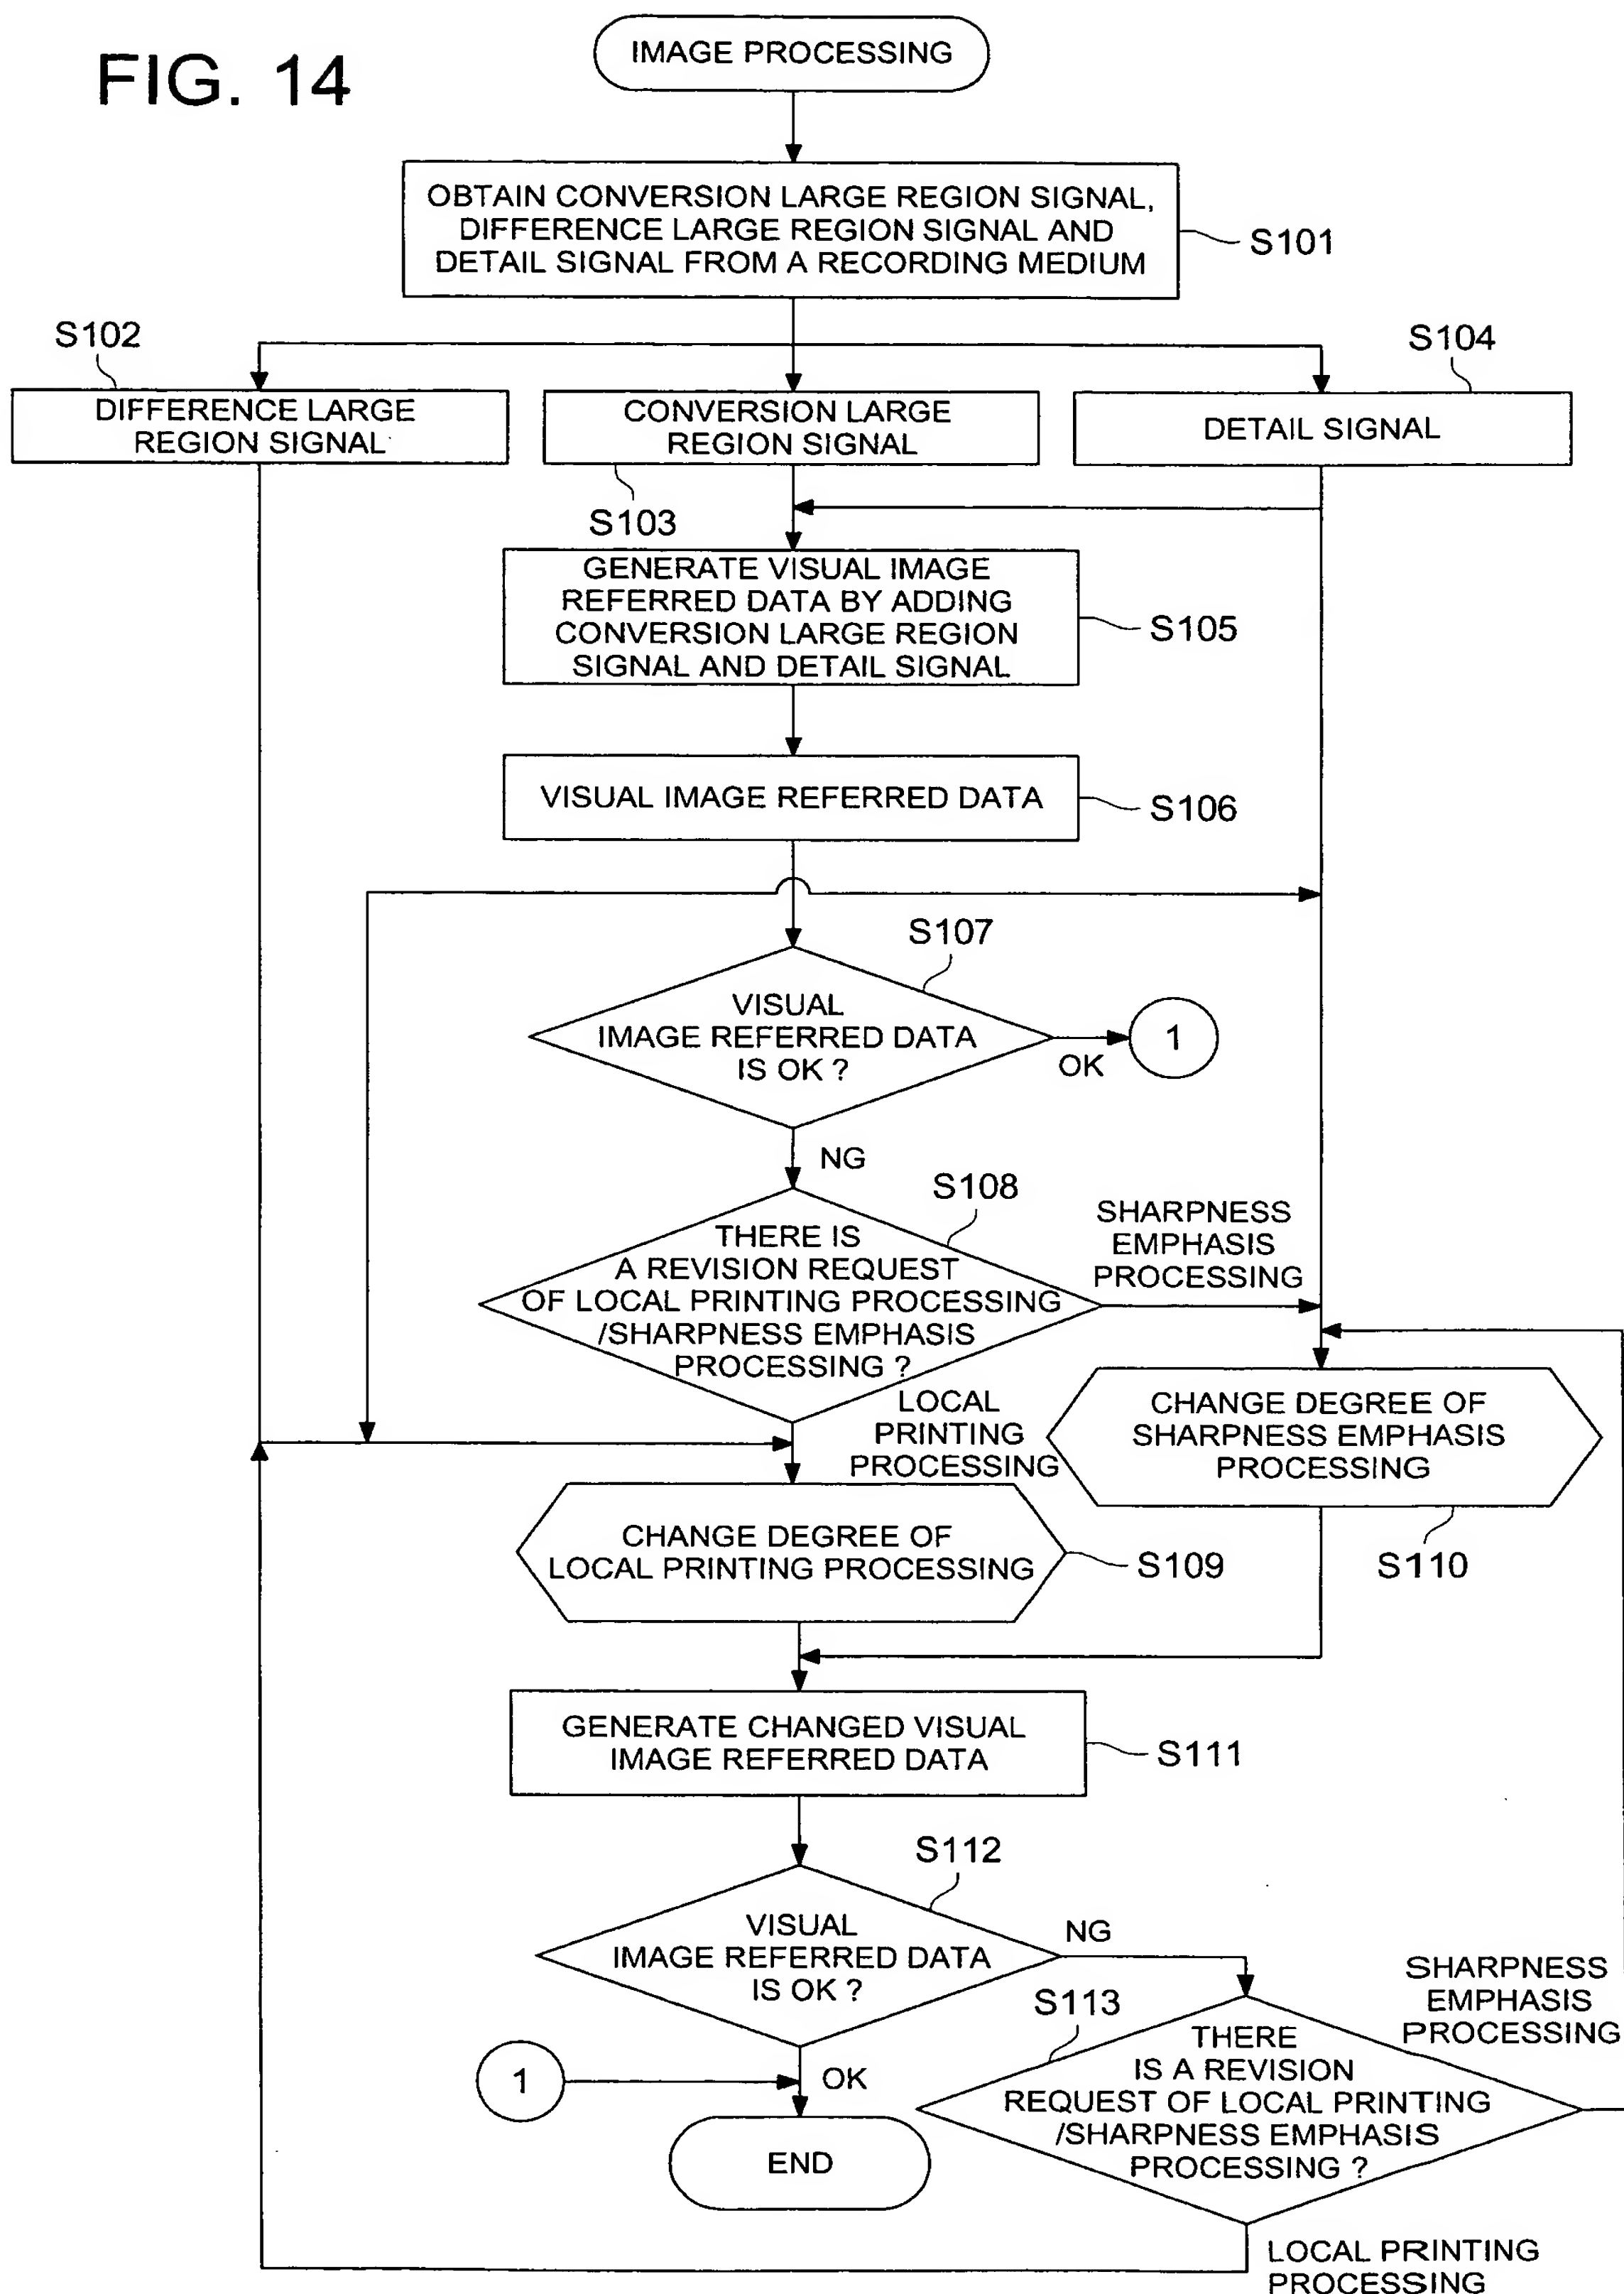 FIG. 14
IMAGE PROCESSING
OBTAIN CONVERSION LARGE REGION SIGNAL,
DIFFERENCE LARGE REGION SIGNAL AND
DETAIL SIGNAL FROM A RECORDING MEDIUM
S101
S102
S104
DIFFERENCE LARGE
REGION SIGNAL
CONVERSION LARGE
REGION SIGNAL
DETAIL SIGNAL
S103
GENERATE VISUAL IMAGE
REFERRED DATA BY ADDING
CONVERSION LARGE REGION
SIGNAL AND DETAIL SIGNAL
S105
VISUAL IMAGE REFERRED DATA
S106
S107
VISUAL
IMAGE REFERRED DATA
IS OK ?
OK
1
NG
S108
THERE IS
A REVISION REQUEST
OF LOCAL PRINTING PROCESSING
/SHARPNESS EMPHASIS
PROCESSING ?
SHARPNESS
EMPHASIS
PROCESSING
LOCAL
PRINTING
PROCESSING
CHANGE DEGREE OF
SHARPNESS EMPHASIS
PROCESSING
S110
CHANGE DEGREE OF
LOCAL PRINTING PROCESSING
S109
GENERATE CHANGED VISUAL
IMAGE REFERRED DATA
S111
S112
VISUAL
IMAGE REFERRED DATA
IS OK ?
NG
SHARPNESS
EMPHASIS
PROCESSING
S113
THERE
IS A REVISION
REQUEST OF LOCAL PRINTING
/SHARPNESS EMPHASIS
PROCESSING ?
1
OK
END
LOCAL PRINTING
PROCESSING